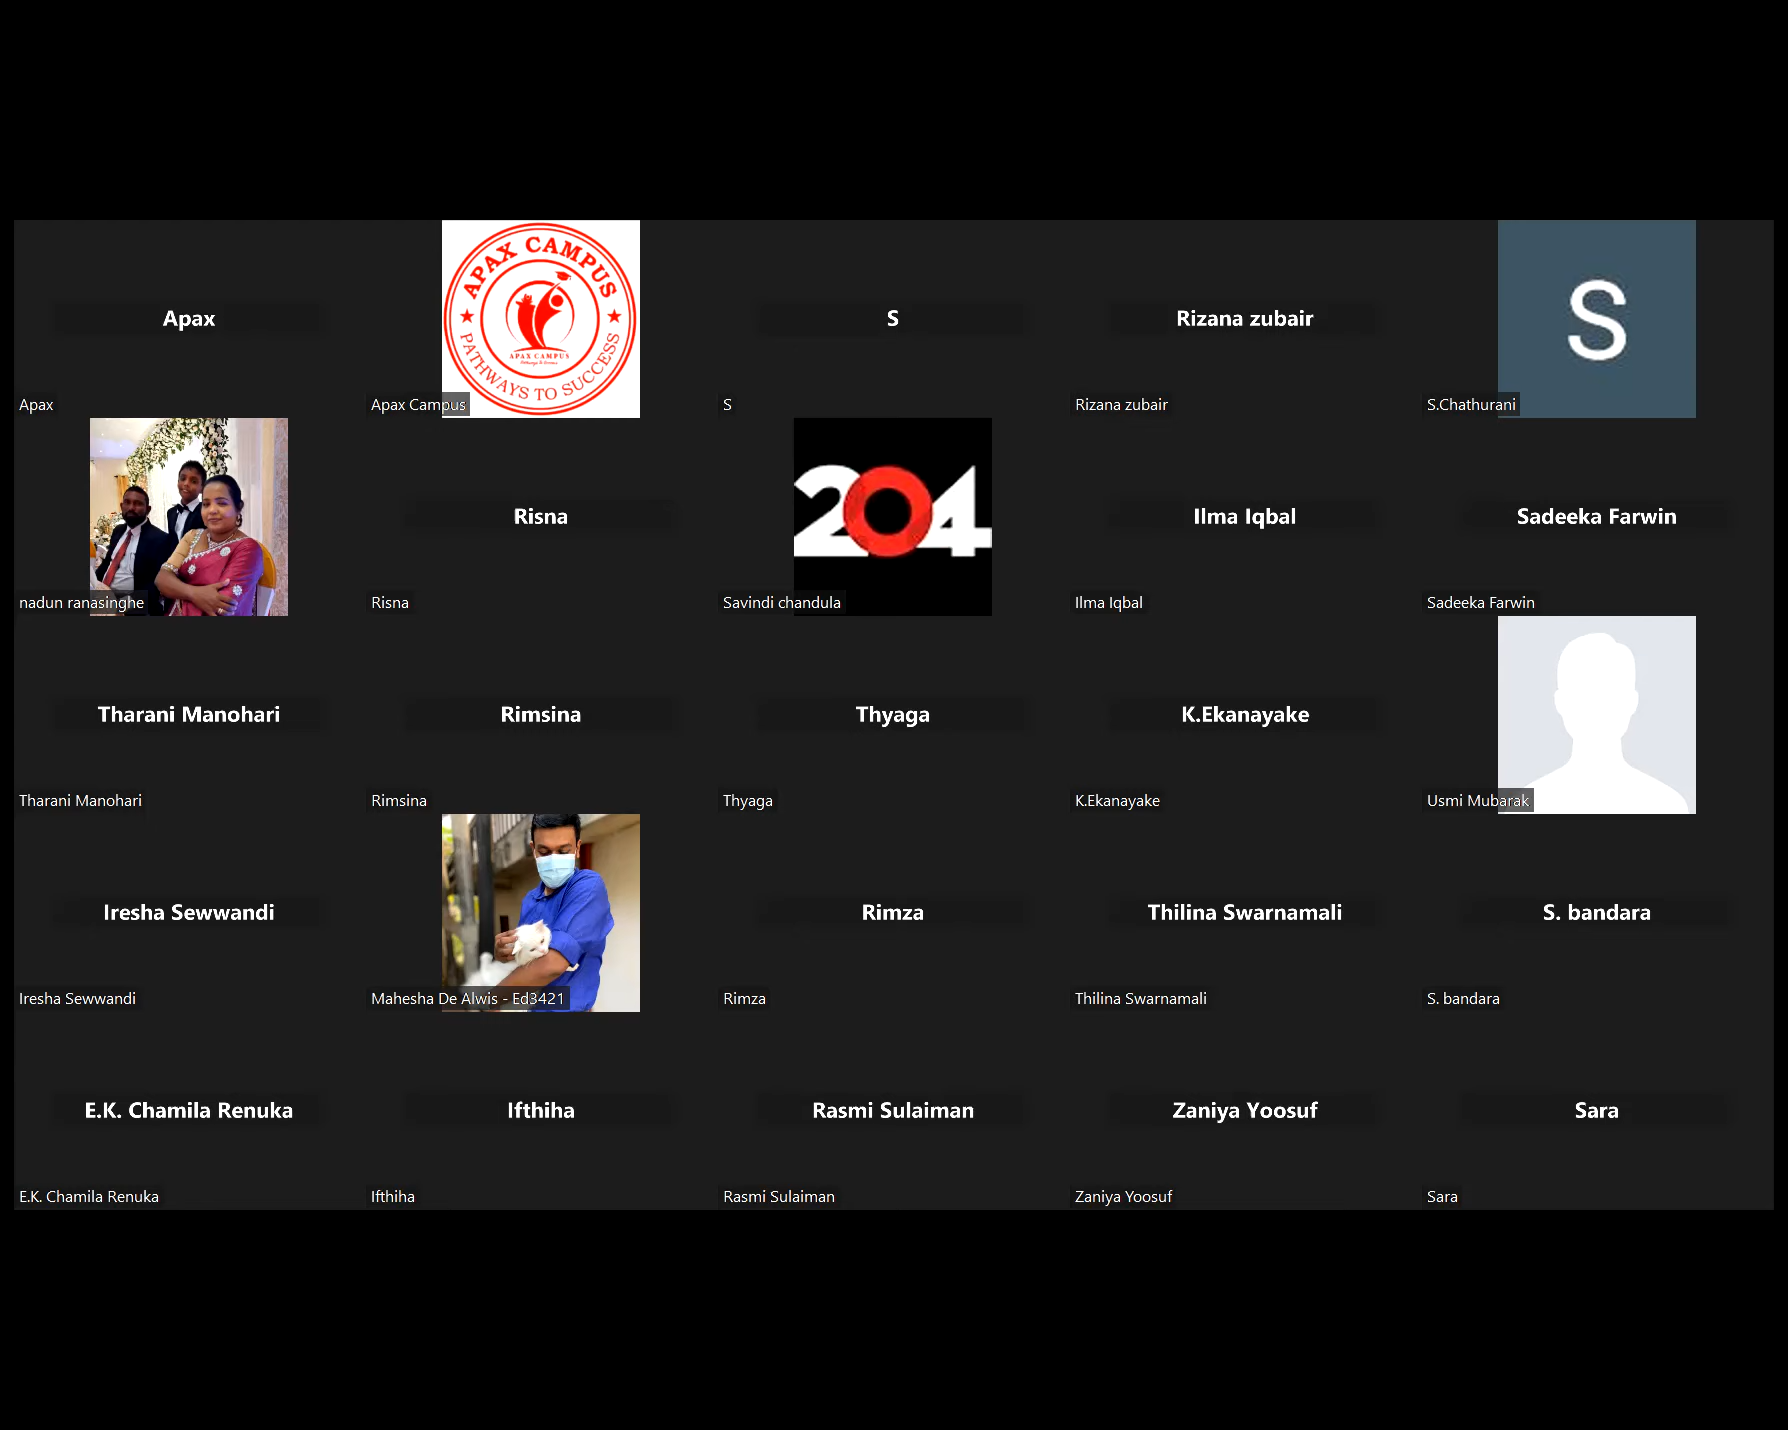 Apax
Apax
APAX CAMPUS
APAX CAMPUS
Pathways to Success
PATHWAYS TO SUCCESS
Apax Campus
S
S
Rizana zubair
Rizana zubair
S
S.Chathurani
nadun ranasinghe
Risna
Risna
204
Savindi chandula
Ilma Iqbal
Ilma Iqbal
Sadeeka Farwin
Sadeeka Farwin
Tharani Manohari
Tharani Manohari
Rimsina
Rimsina
Thyaga
Thyaga
K.Ekanayake
K.Ekanayake
Usmi Mubarak
Iresha Sewwandi
Iresha Sewwandi
Mahesha De Alwis - Ed3421
Rimza
Rimza
Thilina Swarnamali
Thilina Swarnamali
S. bandara
S. bandara
E.K. Chamila Renuka
E.K. Chamila Renuka
Ifthiha
Ifthiha
Rasmi Sulaiman
Rasmi Sulaiman
Zaniya Yoosuf
Zaniya Yoosuf
Sara
Sara